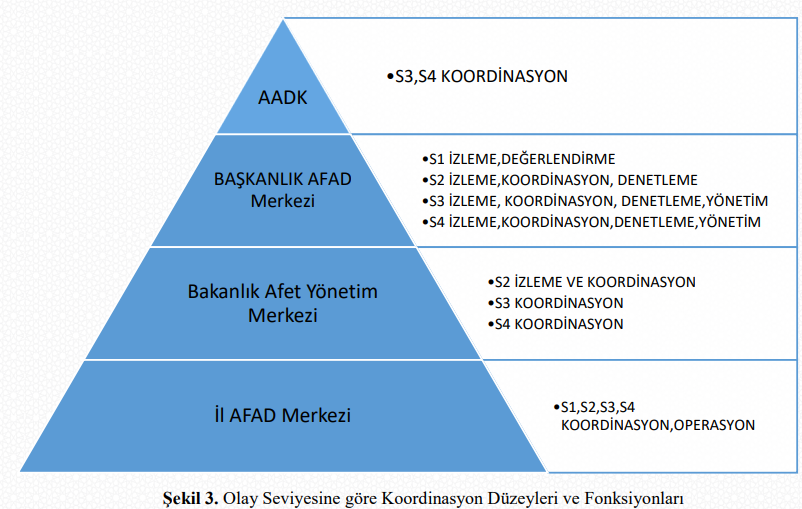 AADK
•S3,S4 KOORDİNASYON
BAŞKANLIK AFAD
Merkezi
•S1 İZLEME,DEĞERLENDİRME
•S2 İZLEME,KOORDİNASYON, DENETLEME
•S3 İZLEME, KOORDİNASYON, DENETLEME,YÖNETİM
•S4 İZLEME,KOORDİNASYON,DENETLEME,YÖNETİM
Bakanlık Afet Yönetim
Merkezi
•S2 İZLEME VE KOORDİNASYON
•S3 KOORDİNASYON
•S4 KOORDİNASYON
İl AFAD Merkezi
•S1,S2,S3,S4
KOORDİNASYON,OPERASYON
Şekil 3. Olay Seviyesine göre Koordinasyon Düzeyleri ve Fonksiyonları